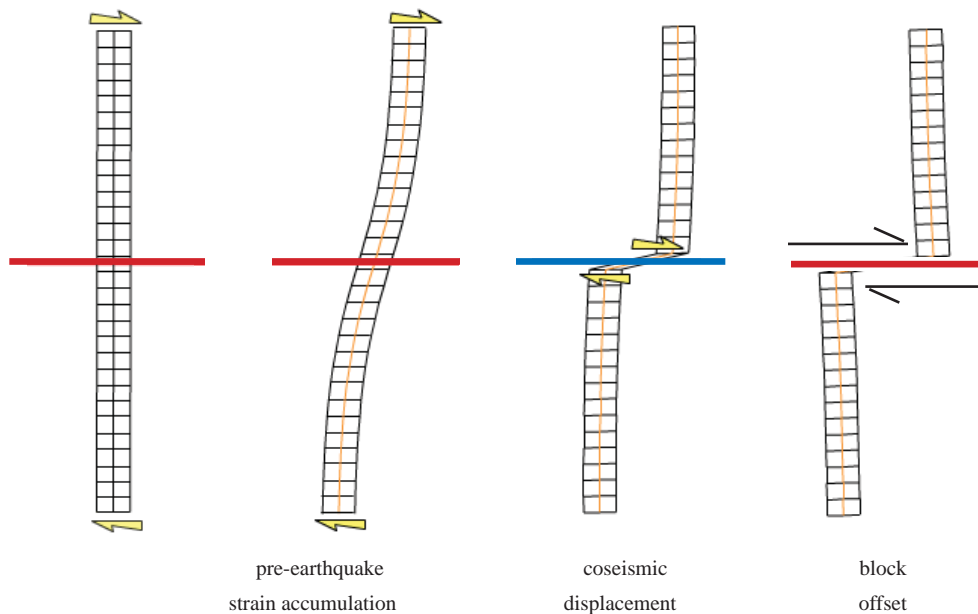 pre-earthquake
strain accumulation
coseismic
displacement
block
offset